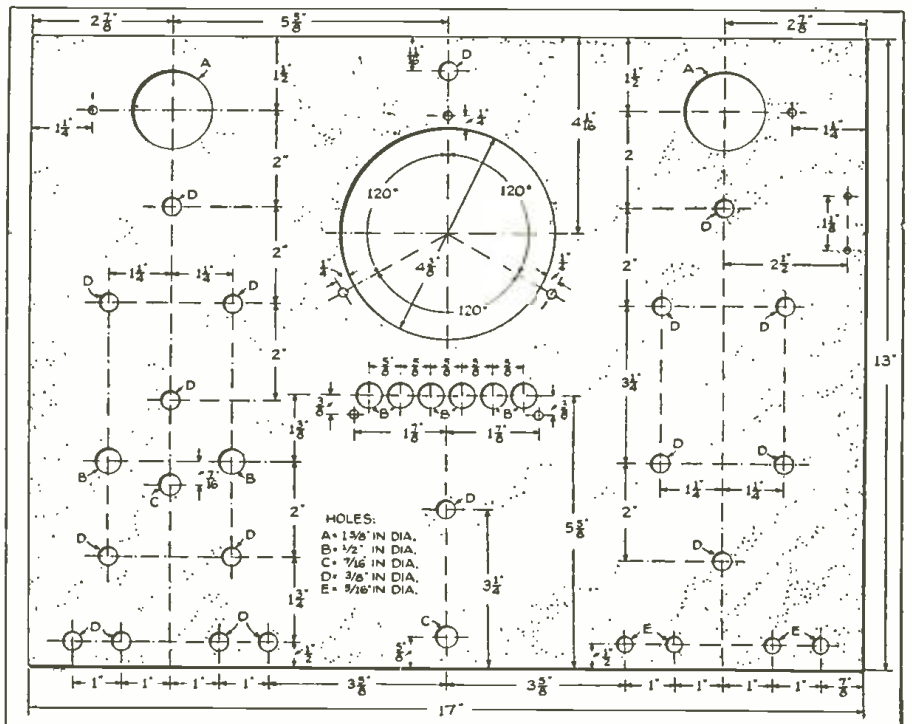 2 7/8"
5 5/8"
2 7/8"
1 1/2"
A
1 1/4"
2"
D
2"
D
1 1/4"
1 1/4"
D
2"
D
1 3/8"
B
7/16"
B
C
2"
D
D
1 3/4"
D
D
1/2"
1"
1"
1"
1"
3 5/8"
11/16"
D
1/4"
4 1/16"
120°
120°
120°
4 3/8"
1/4"
1/4"
5/8"
5/8"
5/8"
5/8"
5/8"
3/8"
B
B
B
3/8"
1 7/8"
1 7/8"
D
5 5/8"
3 1/4"
C
5/8"
HOLES:
A= 1 5/8" IN DIA.
B= 1/2" IN DIA.
C= 7/16" IN DIA.
D= 3/8" IN DIA.
E= 5/16" IN DIA.
1 1/2"
A
1 1/4"
2
D
1 1/8"
2"
2 1/2"
D
D
3 1/4"
D
D
1 1/4"
1 1/4"
2"
D
E
E
1/2"
3 5/8"
1"
1"
1"
1"
7/8"
13"
17"